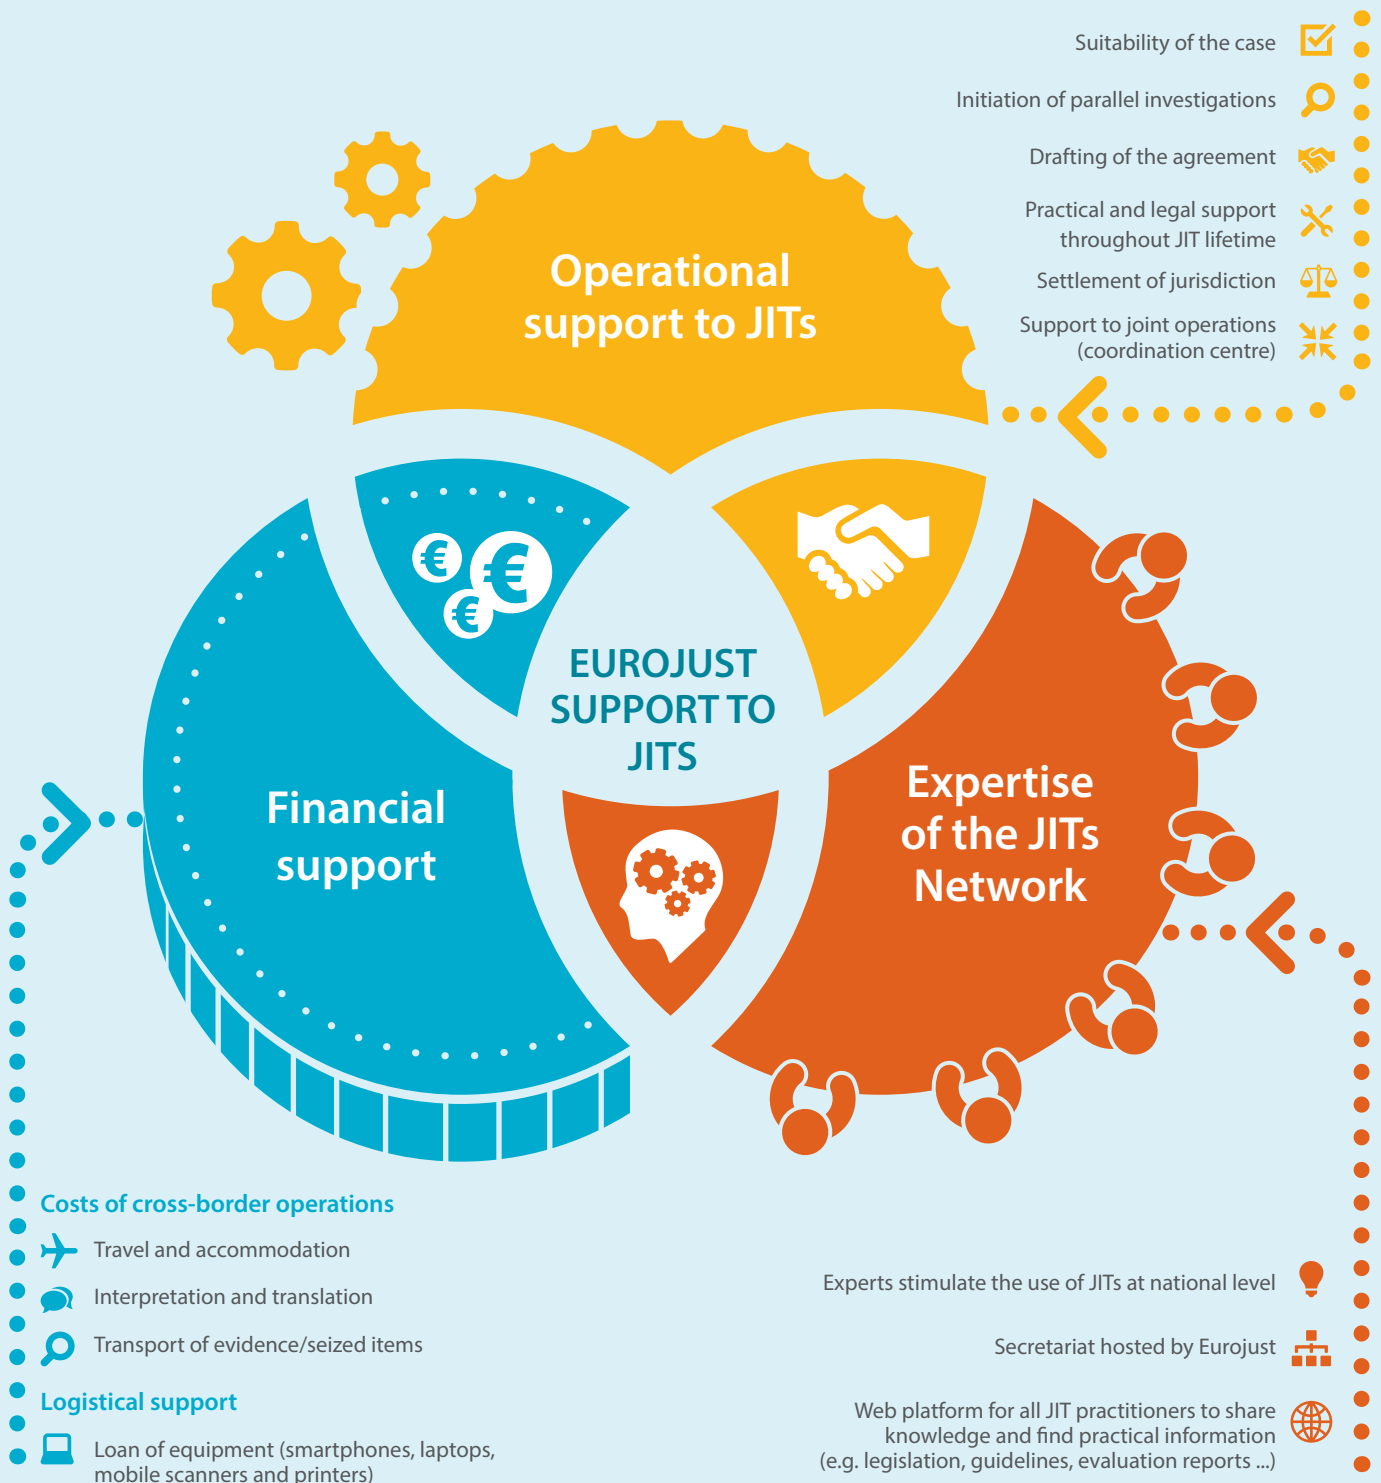 Suitability of the case
Initiation of parallel investigations
Drafting of the agreement
Practical and legal support
throughout JIT lifetime
Settlement of jurisdiction
Support to joint operations
(coordination centre)
Operational
support to JITs
€
€
€
EUROJUST
SUPPORT TO
JITS
Financial
support
Expertise
of the JITs
Network
Costs of cross-border operations
Travel and accommodation
Interpretation and translation
Transport of evidence/seized items
Logistical support
Loan of equipment (smartphones, laptops,
mobile scanners and printers)
Experts stimulate the use of JITs at national level
Secretariat hosted by Eurojust
Web platform for all JIT practitioners to share
knowledge and find practical information
(e.g. legislation, guidelines, evaluation reports ...)